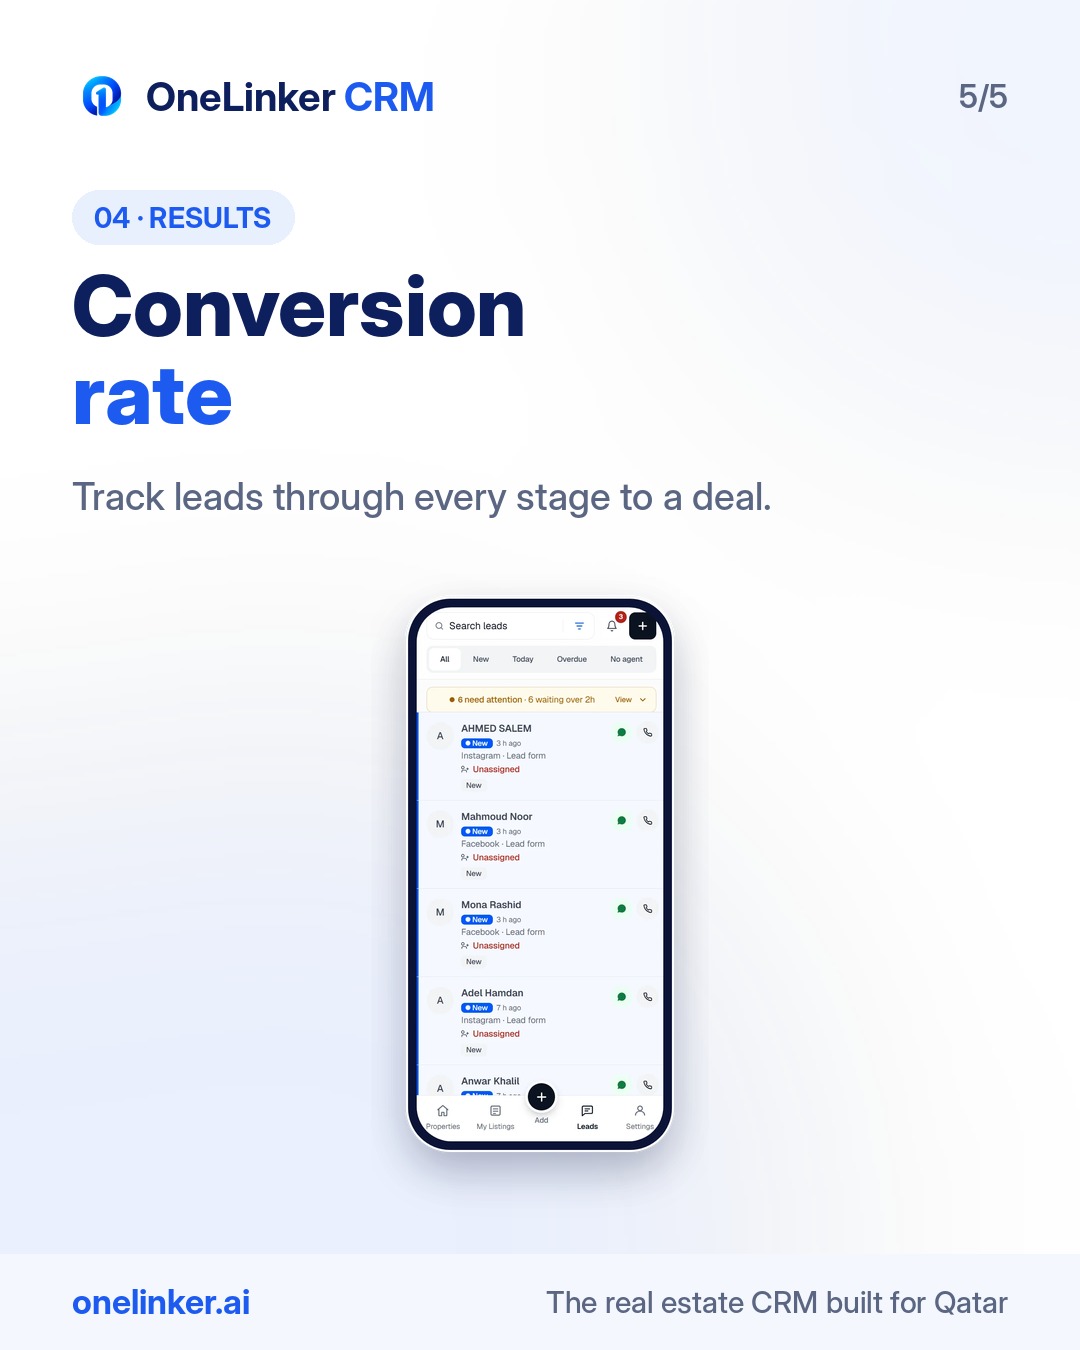 OneLinker CRM
5/5
04 · RESULTS
Conversion
rate
Track leads through every stage to a deal.
Search leads
3
All New Today Overdue No agent
6 need attention · 6 waiting over 2h View
A
AHMED SALEM
New 3 h ago
Instagram · Lead form
Unassigned
New
M
Mahmoud Noor
New 3 h ago
Facebook · Lead form
Unassigned
New
M
Mona Rashid
New 3 h ago
Facebook · Lead form
Unassigned
New
A
Adel Hamdan
New 7 h ago
Instagram · Lead form
Unassigned
New
A
Anwar Khalil
Properties My Listings Add Leads Settings
onelinker.ai
The real estate CRM built for Qatar